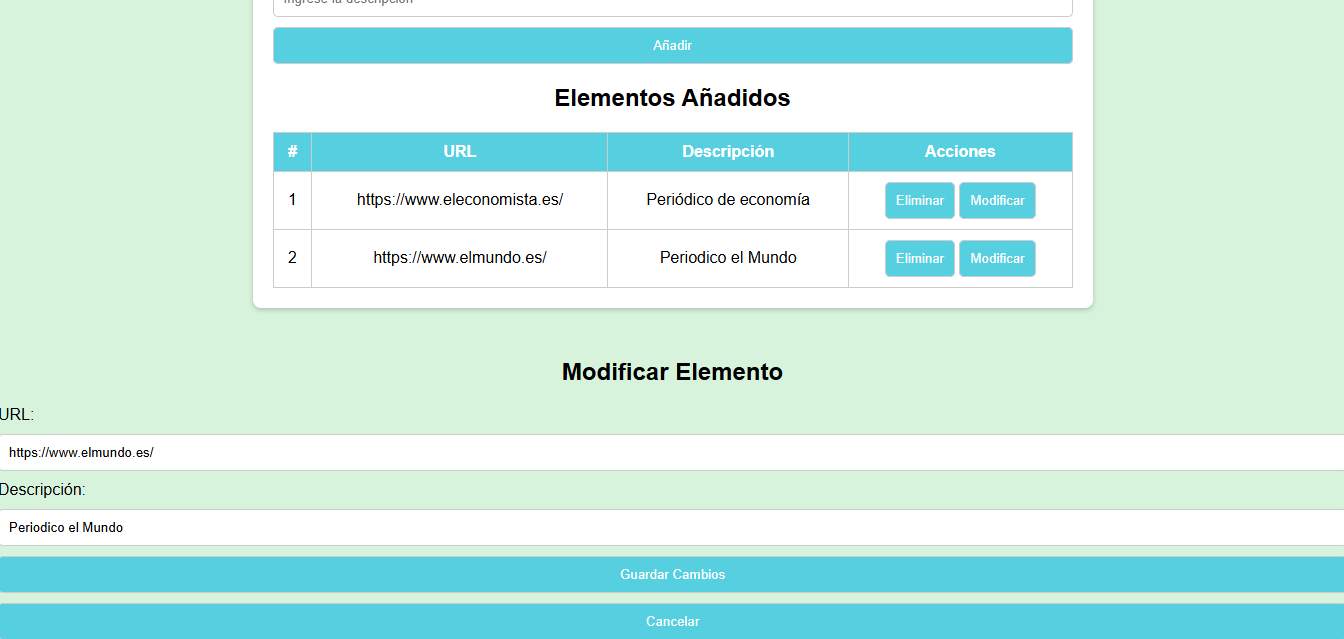 Ingrese la descripción
Añadir
Elementos Añadidos
# URL Descripción Acciones
1 https://www.eleconomista.es/ Periódico de economía Eliminar Modificar
2 https://www.elmundo.es/ Periodico el Mundo Eliminar Modificar
Modificar Elemento
URL:
https://www.elmundo.es/
Descripción:
Periodico el Mundo
Guardar Cambios
Cancelar